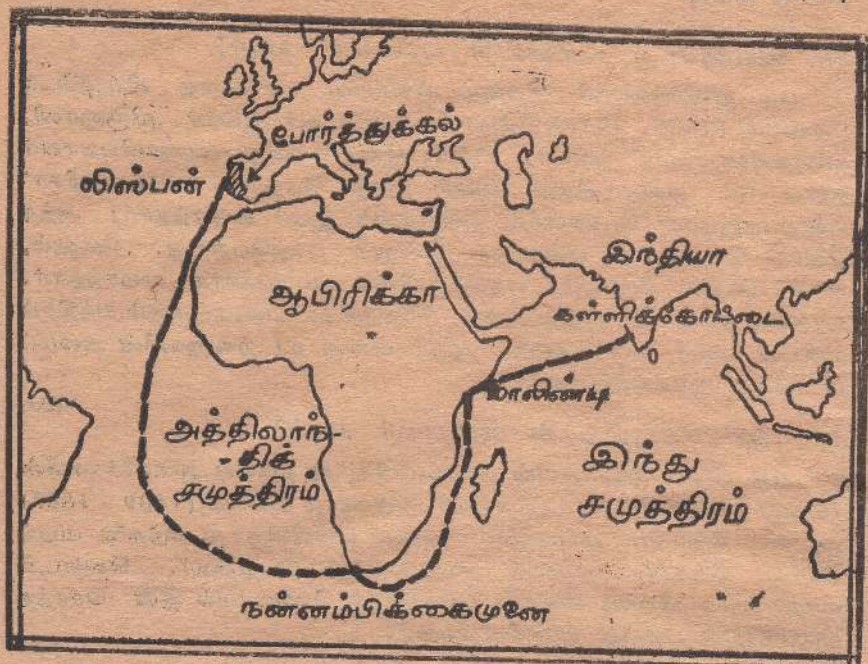 போர்த்துக்கல்
லிஸ்பன்
இந்தியா
ஆபிரிக்கா
கள்ளிக்கோட்டை
மாலிண்டி
அத்திலாந்-
-திக்
சமுத்திரம்
இந்து
சமுத்திரம்
நன்னம்பிக்கைமுனை